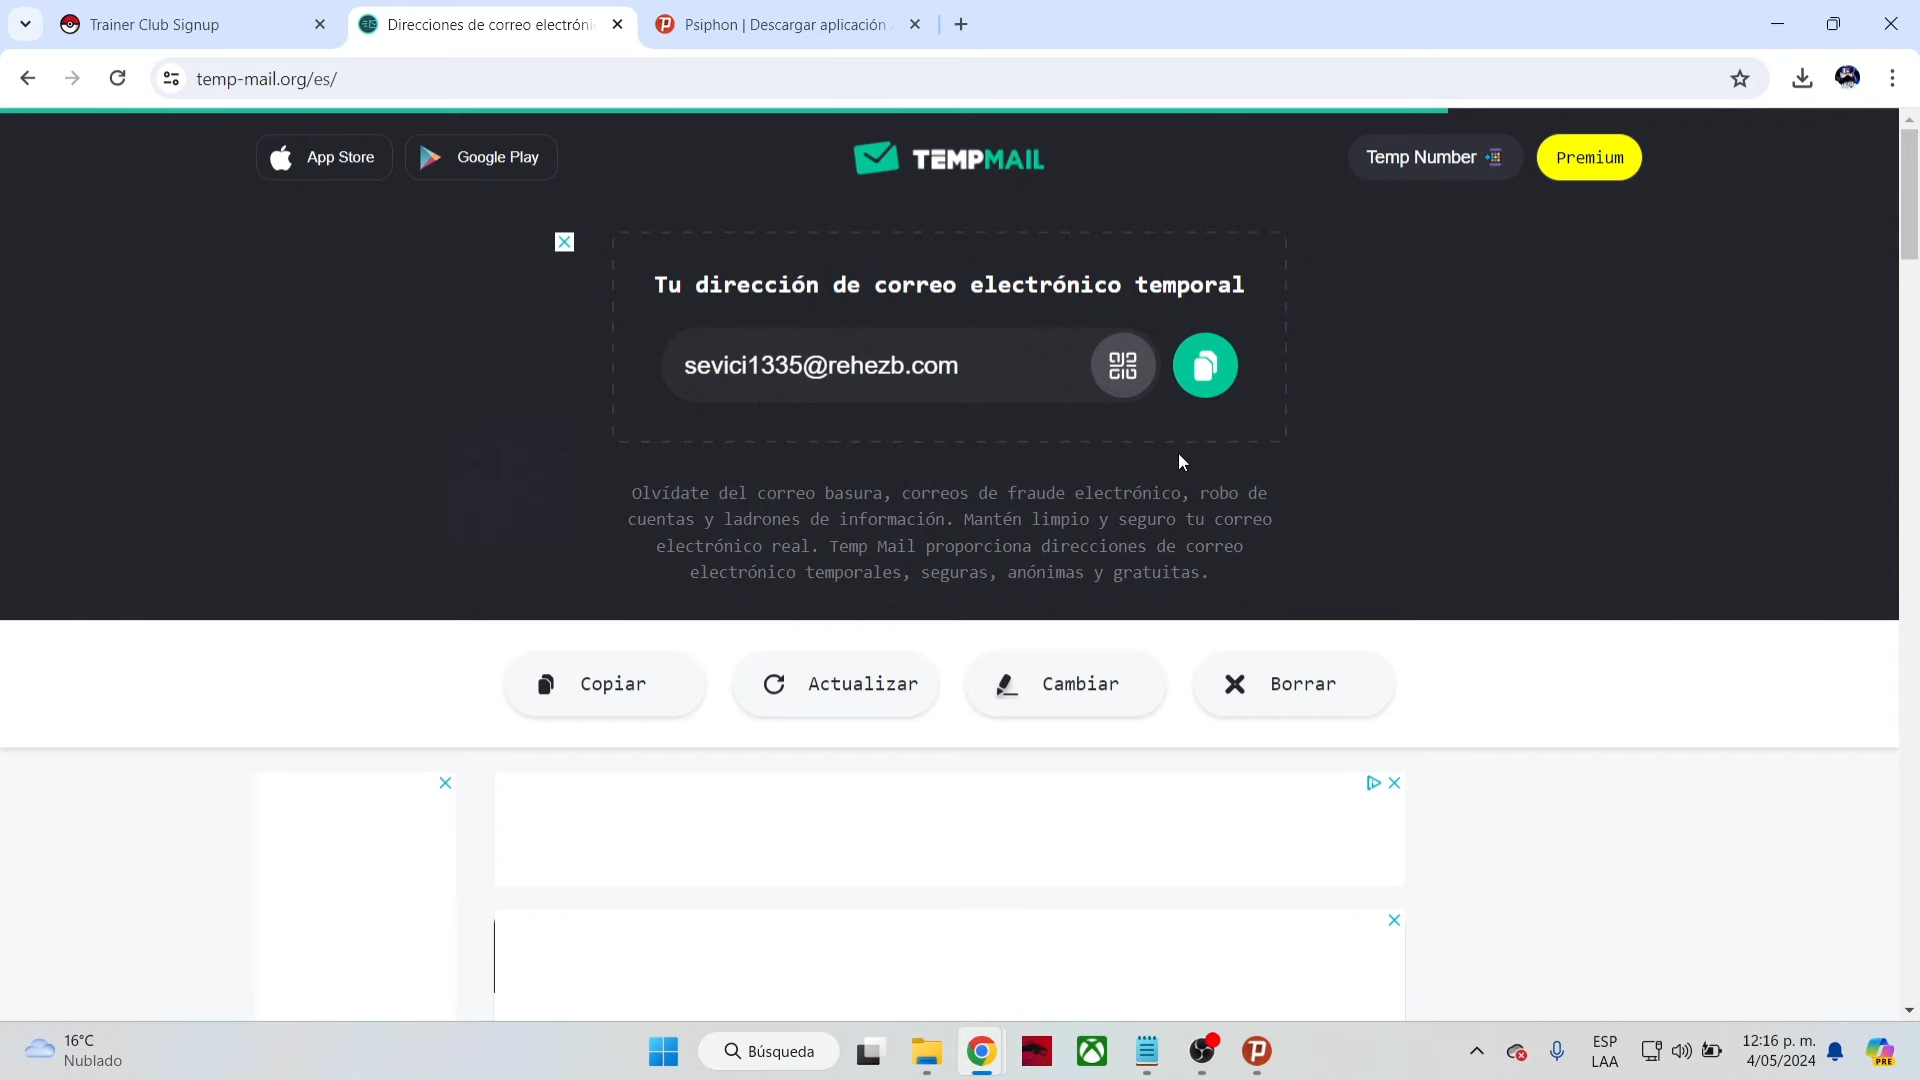 Trainer Club Signup
Direcciones de correo electróni
Psiphon | Descargar aplicación
temp-mail.org/es/
App Store
Google Play
TEMPMAIL
Temp Number
Premium
Tu dirección de correo electrónico temporal
sevici1335@rehezb.com
Olvídate del correo basura, correos de fraude electrónico, robo de
cuentas y ladrones de información. Mantén limpio y seguro tu correo
electrónico real. Temp Mail proporciona direcciones de correo
electrónico temporales, seguras, anónimas y gratuitas.
Copiar
Actualizar
Cambiar
Borrar
16°C
Nublado
Búsqueda
ESP
LAA
12:16 p. m.
4/05/2024
PRE